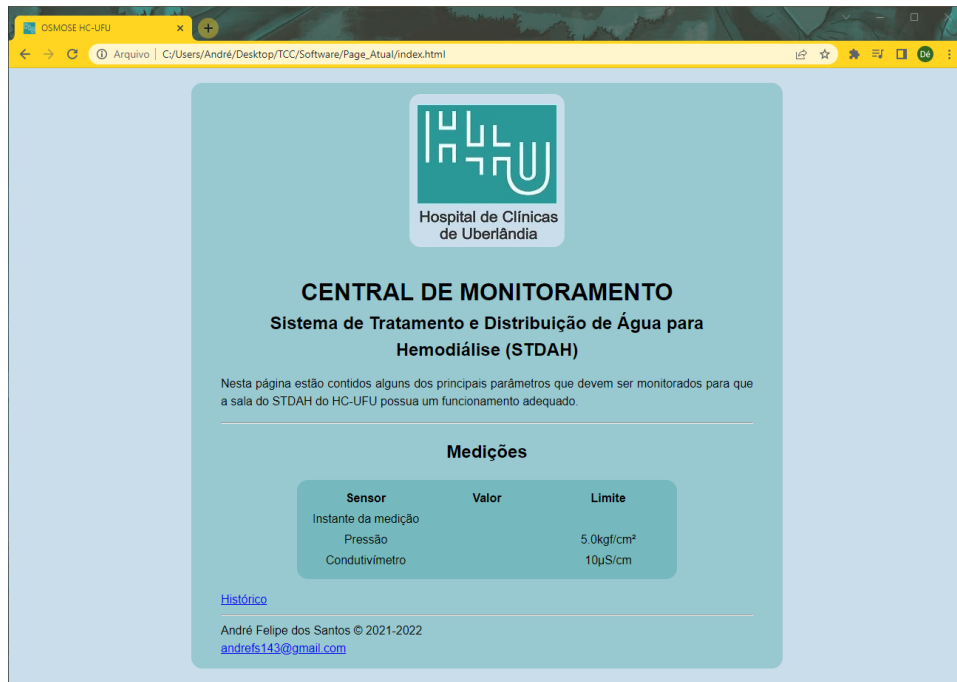 OSMOSE HC-UFU
Arquivo C:/Users/André/Desktop/TCC/Software/Page_Atual/index.html
Dé
Hospital de Clínicas
de Uberlândia
CENTRAL DE MONITORAMENTO
Sistema de Tratamento e Distribuição de Água para
Hemodiálise (STDAH)
Nesta página estão contidos alguns dos principais parâmetros que devem ser monitorados para que
a sala do STDAH do HC-UFU possua um funcionamento adequado.
Medições
Sensor Valor Limite
Instante da medição
Pressão 5.0kgf/cm²
Condutivímetro 10µS/cm
Histórico
André Felipe dos Santos © 2021-2022
andrefs143@gmail.com